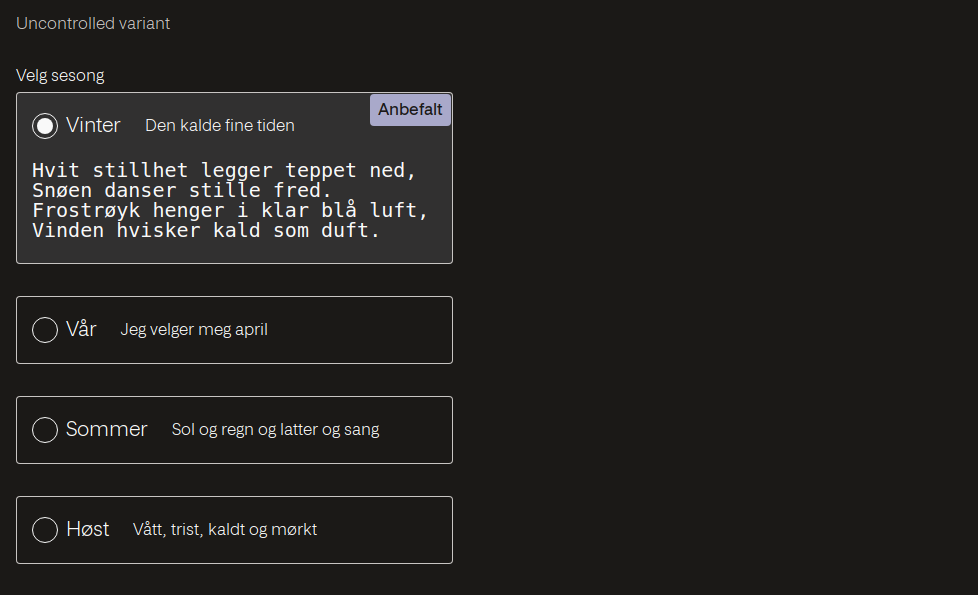 Uncontrolled variant
Velg sesong
Vinter Den kalde fine tiden Anbefalt
Hvit stillhet legger teppet ned,
Snøen danser stille fred.
Frostrøyk henger i klar blå luft,
Vinden hvisker kald som duft.
Vår Jeg velger meg april
Sommer Sol og regn og latter og sang
Høst Vått, trist, kaldt og mørkt